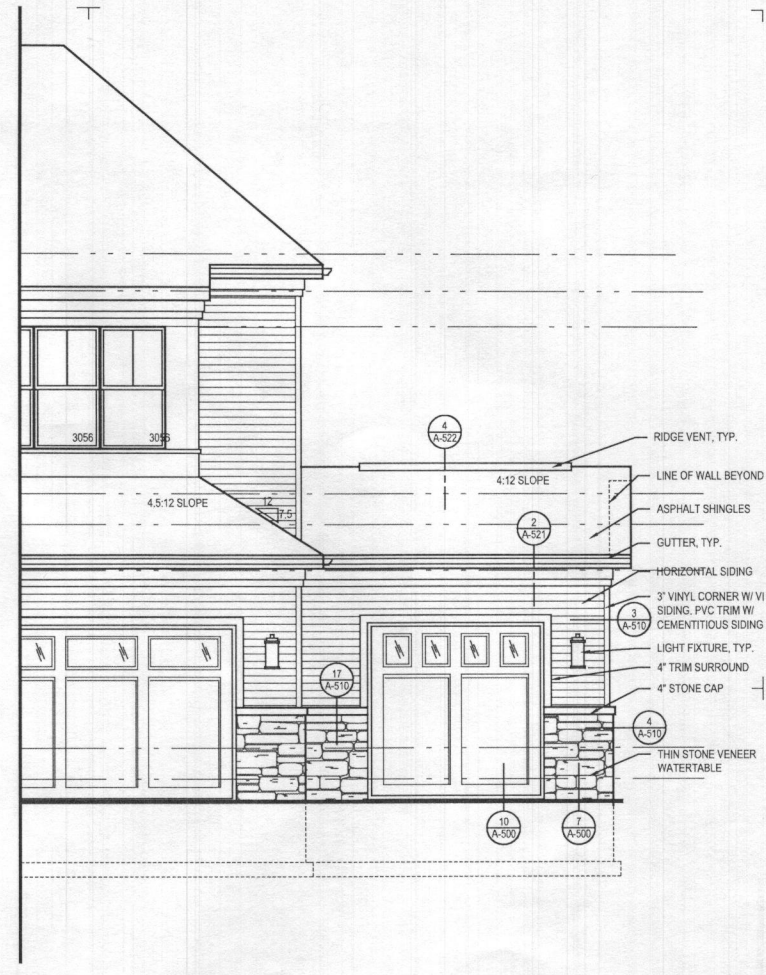 3056
3056
4
A-522
RIDGE VENT, TYP.
4:12 SLOPE
LINE OF WALL BEYOND
4.5:12 SLOPE
12
7.5
ASPHALT SHINGLES
2
A-521
GUTTER, TYP.
HORIZONTAL SIDING
3" VINYL CORNER W/ VI
SIDING, PVC TRIM W/
CEMENTITIOUS SIDING
3
A-510
LIGHT FIXTURE, TYP.
4" TRIM SURROUND
17
A-510
4" STONE CAP
4
A-510
THIN STONE VENEER
WATERTABLE
10
A-500
7
A-500